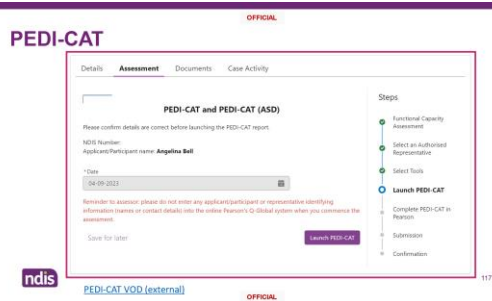 OFFICIAL
PEDI-CAT
Details Assessment Documents Case Activity
PEDI-CAT and PEDI-CAT (ASD)
Please confirm details are correct before launching the PEDI-CAT report.
NDIS Number:
Applicant/Participant name: Angelina Bell
*Date
04-09-2023
Reminder to assessor: please do not enter any applicant/participant or representative identifying
information (names or contact details) into the online Pearson's Q-Global system when you commence the
assessment.
Save for later
Launch PEDI-CAT
Steps
Functional Capacity
Assessment
Select an Authorised
Representative
Select Tools
Launch PEDI-CAT
Complete PEDI-CAT in
Pearson
Submission
Confirmation
ndis
PEDI-CAT VOD (external)
117
OFFICIAL